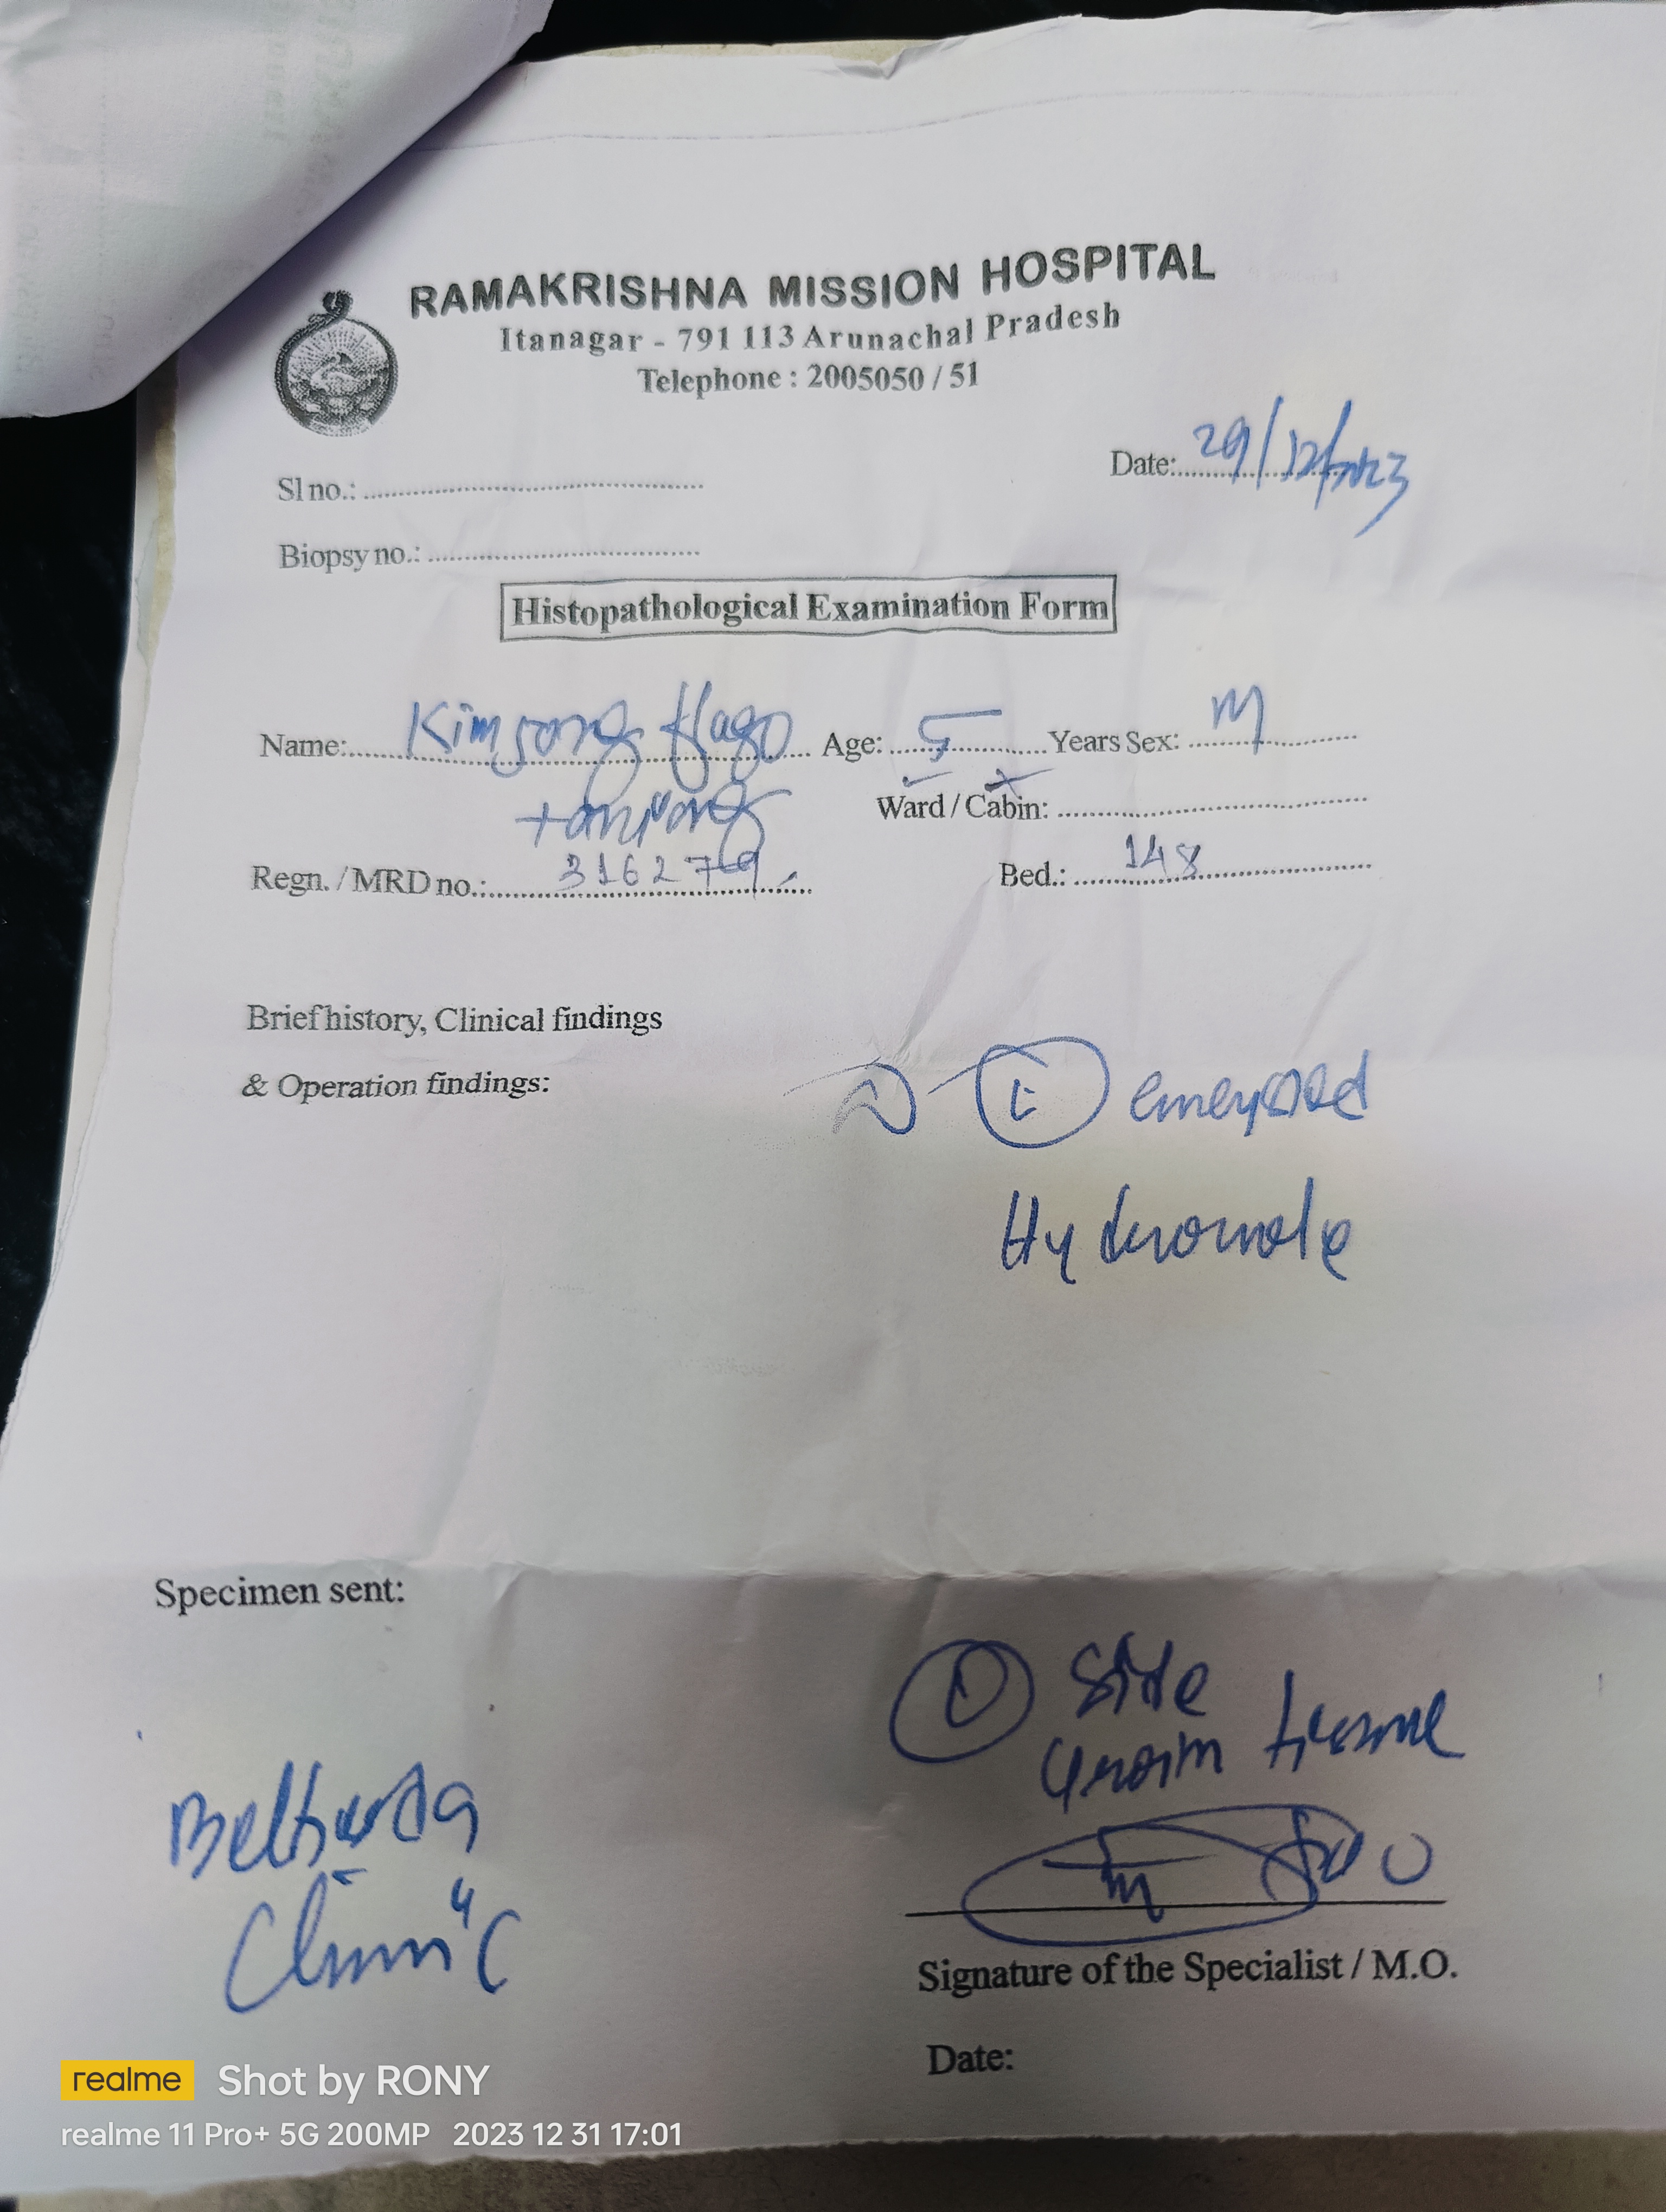 RAMAKRISHNA MISSION HOSPITAL
Itanagar - 791 113 Arunachal Pradesh
Telephone : 2005050 / 51
Date: 29/12/2023
Sl no.:
Biopsy no.:
Histopathological Examination Form
Name: Kimjong Hago Age: 5 Years Sex: M
Ward / Cabin:
Regn. / MRD no.: 316279 Bed.: 148
Brief history, Clinical findings
& Operation findings:
Specimen sent:
side
Clinic
Signature of the Specialist / M.O.
Date:
realme Shot by RONY
realme 11 Pro+ 5G 200MP 2023 12 31 17:01